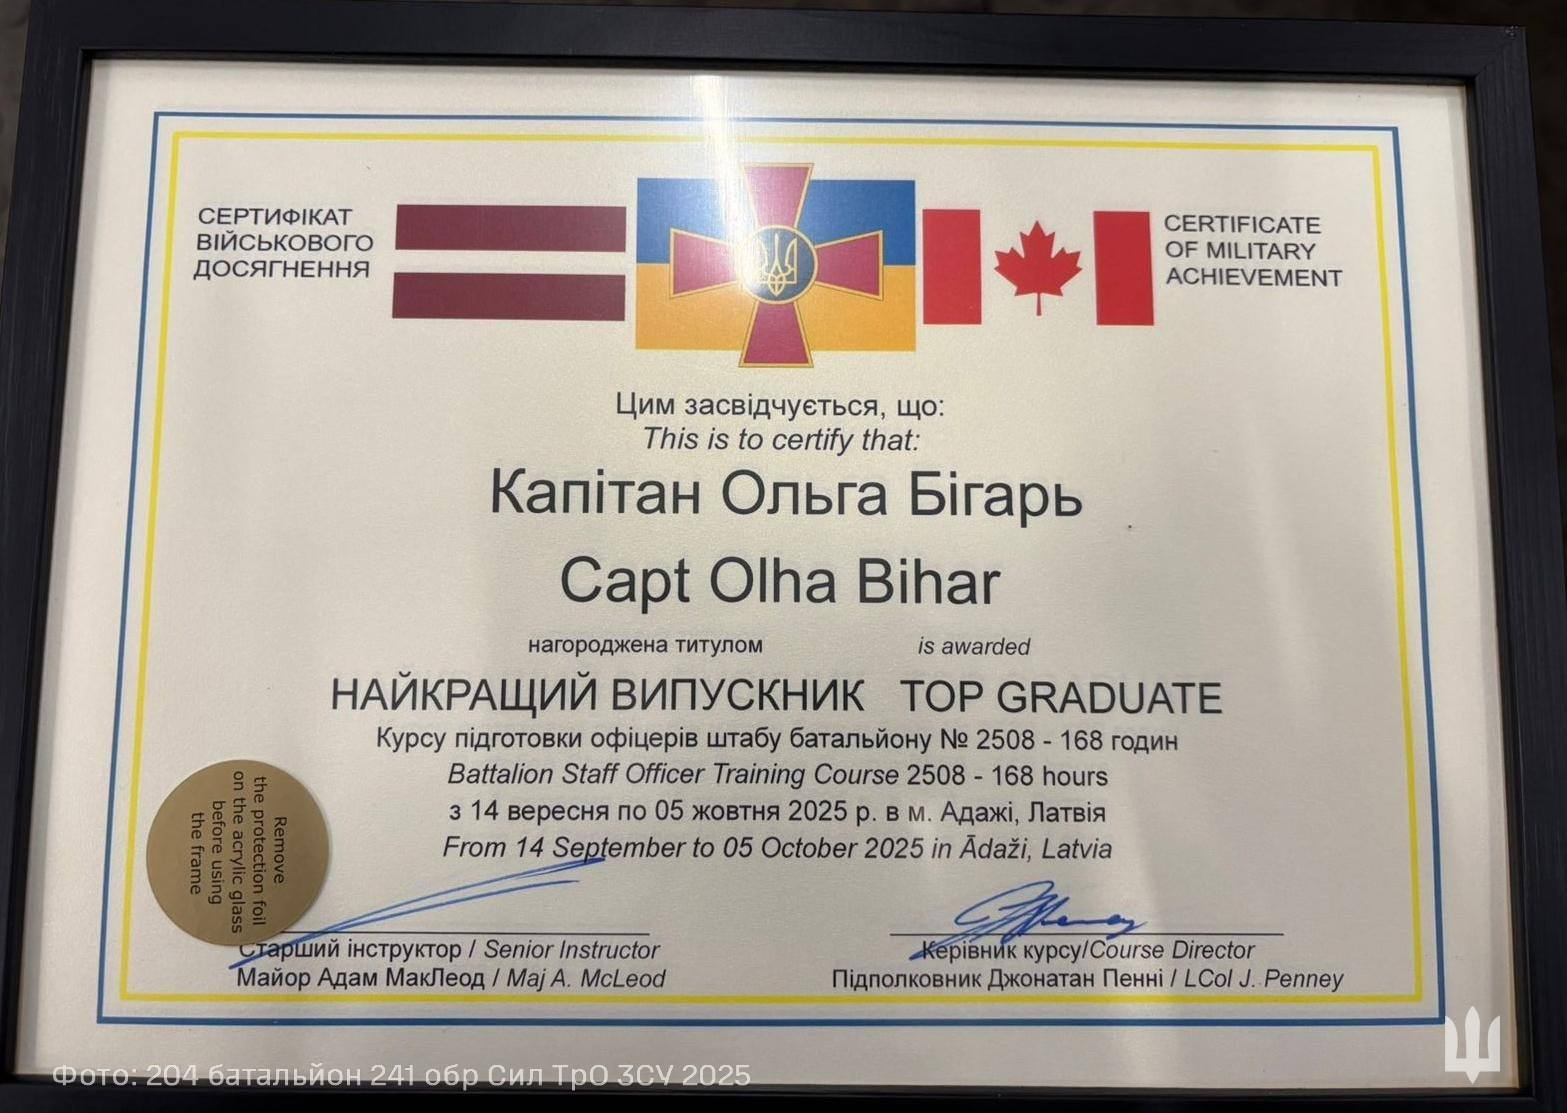 СЕРТИФІКАТ
ВІЙСЬКОВОГО
ДОСЯГНЕННЯ
CERTIFICATE
OF MILITARY
ACHIEVEMENT
Цим засвідчується, що:
This is to certify that:
Капітан Ольга Бігарь
Capt Olha Bihar
нагороджена титулом is awarded
НАЙКРАЩИЙ ВИПУСКНИК TOP GRADUATE
Курсу підготовки офіцерів штабу батальйону № 2508 - 168 годин
Battalion Staff Officer Training Course 2508 - 168 hours
з 14 вересня по 05 жовтня 2025 р. в м. Адажі, Латвія
From 14 September to 05 October 2025 in Ādaži, Latvia
Remove
the protection foil
on the acrylic glass
before using
the frame
Старший інструктор / Senior Instructor
Майор Адам МакЛеод / Maj A. McLeod
Керівник курсу/Course Director
Підполковник Джонатан Пенні / LCol J. Penney
Фото: 204 батальйон 241 обр Сил ТрО ЗСУ 2025